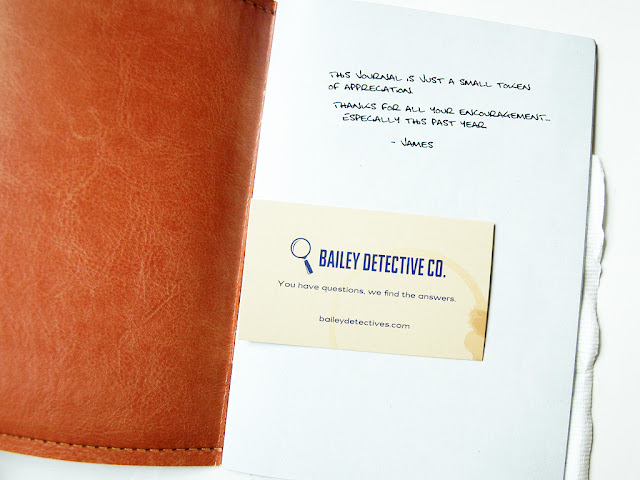 THIS JOURNAL IS JUST A SMALL TOKEN
OF APPRECIATION.
THANKS FOR ALL YOUR ENCOURAGEMENT...
ESPECIALLY THIS PAST YEAR
- JAMES
BAILEY DETECTIVE CO.
You have questions, we find the answers.
baileydetectives.com